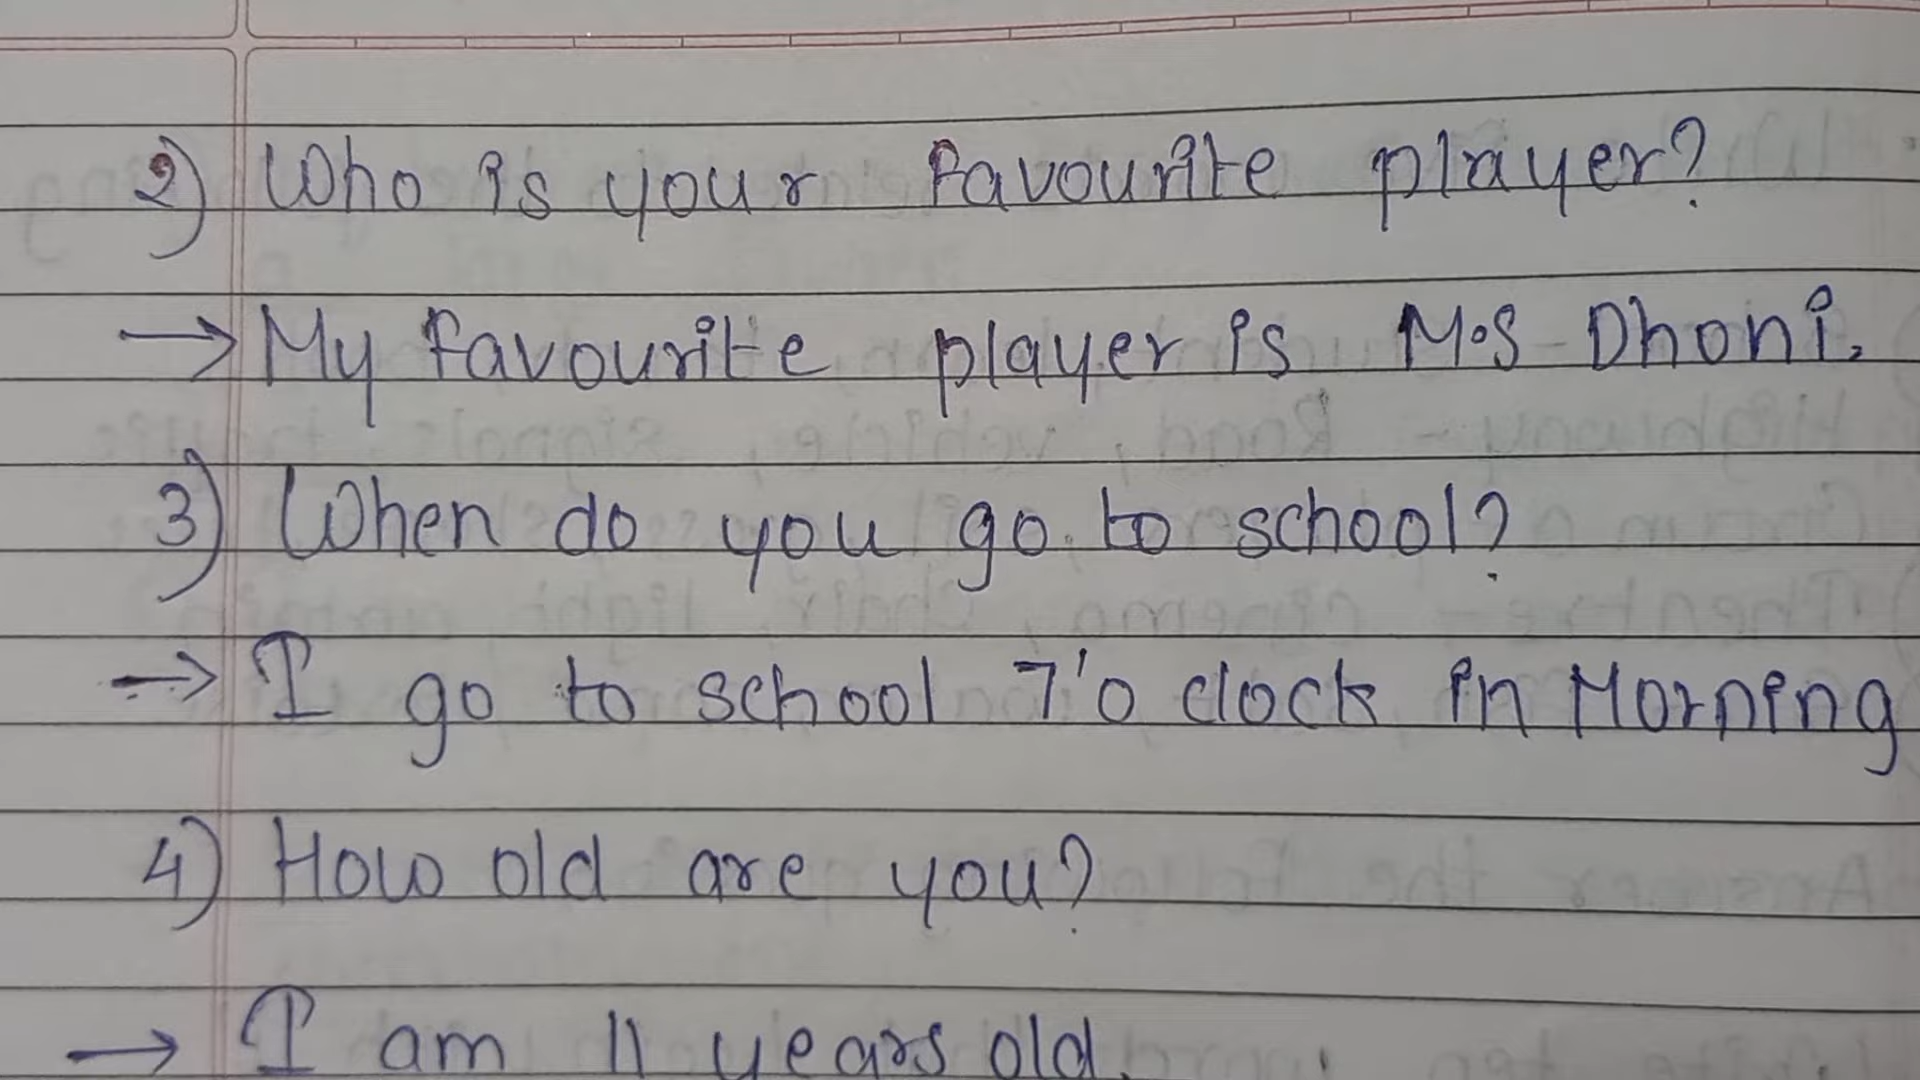 2) Who is your favourite player?
→ My favourite player is M.S Dhoni.
3) When do you go to school?
→ I go to school 7'o clock in Morning
4) How old are you?
→ I am 11 years old.